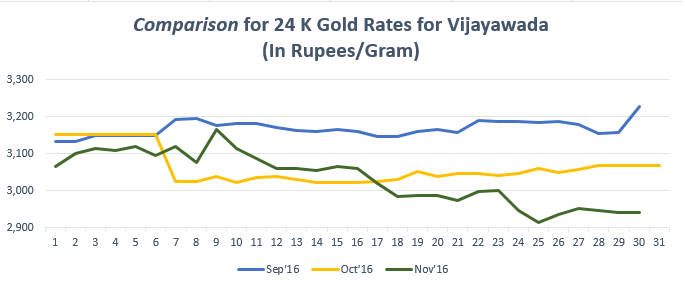 Comparison for 24 K Gold Rates for Vijayawada
(In Rupees/Gram)
3,300
3,200
3,100
3,000
2,900
1 2 3 4 5 6 7 8 9 10 11 12 13 14 15 16 17 18 19 20 21 22 23 24 25 26 27 28 29 30 31
Sep'16 Oct'16 Nov'16